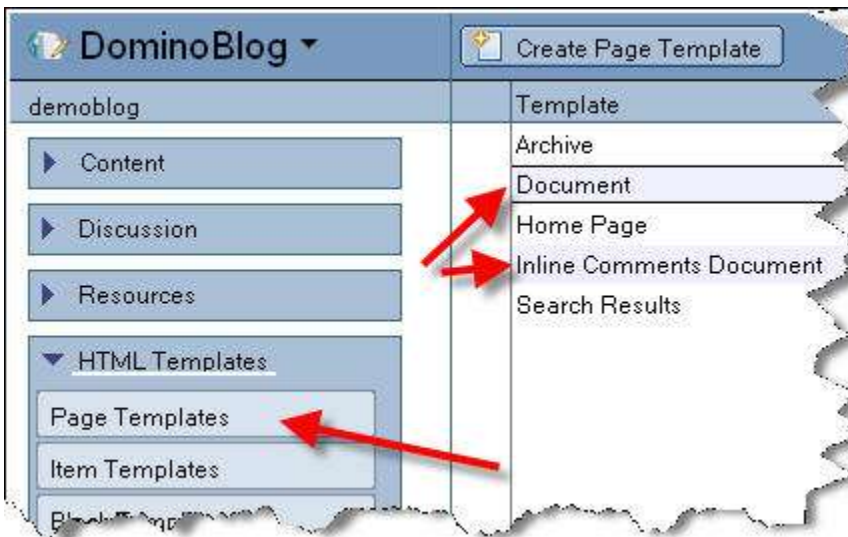 DominoBlog
Create Page Template
demoblog
Template
Content
Discussion
Resources
HTML Templates
Page Templates
Item Templates
Archive
Document
Home Page
Inline Comments Document
Search Results